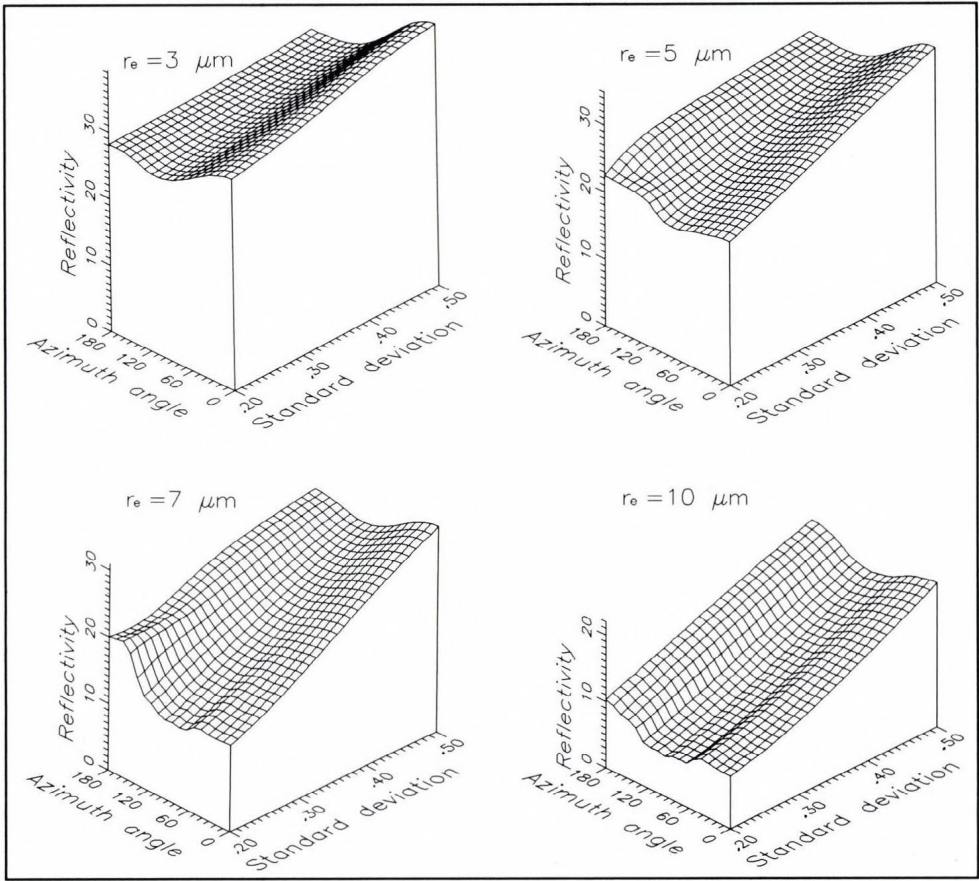 rₑ =3 μm
30
20
10
0
Reflectivity
180 120 60 0
Azimuth angle
.20 .30 .40 .50
Standard deviation
rₑ =5 μm
30
20
10
0
Reflectivity
180 120 60 0
Azimuth angle
.20 .30 .40 .50
Standard deviation
rₑ =7 μm
30
20
10
0
Reflectivity
180 120 60 0
Azimuth angle
.20 .30 .40 .50
Standard deviation
rₑ =10 μm
20
10
0
Reflectivity
180 120 60 0
Azimuth angle
.20 .30 .40 .50
Standard deviation